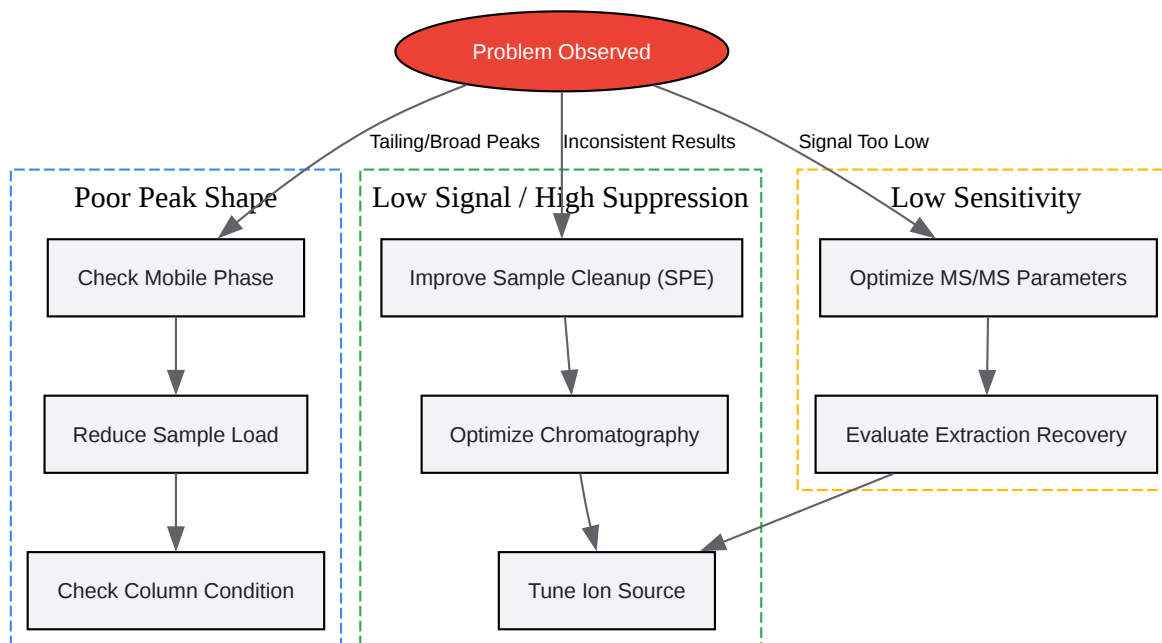 Problem Observed
Tailing/Broad Peaks
Inconsistent Results
Signal Too Low
Poor Peak Shape
Low Signal / High Suppression
Low Sensitivity
Check Mobile Phase
Improve Sample Cleanup (SPE)
Optimize MS/MS Parameters
Reduce Sample Load
Optimize Chromatography
Evaluate Extraction Recovery
Check Column Condition
Tune Ion Source